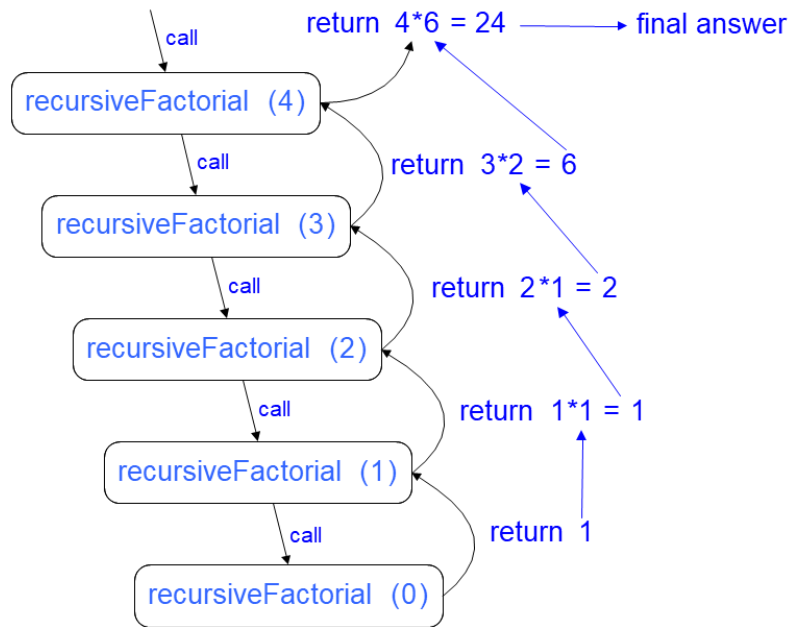 call
return 4*6 = 24
final answer
recursiveFactorial (4)
call
return 3*2 = 6
recursiveFactorial (3)
call
return 2*1 = 2
recursiveFactorial (2)
call
return 1*1 = 1
recursiveFactorial (1)
call
return 1
recursiveFactorial (0)